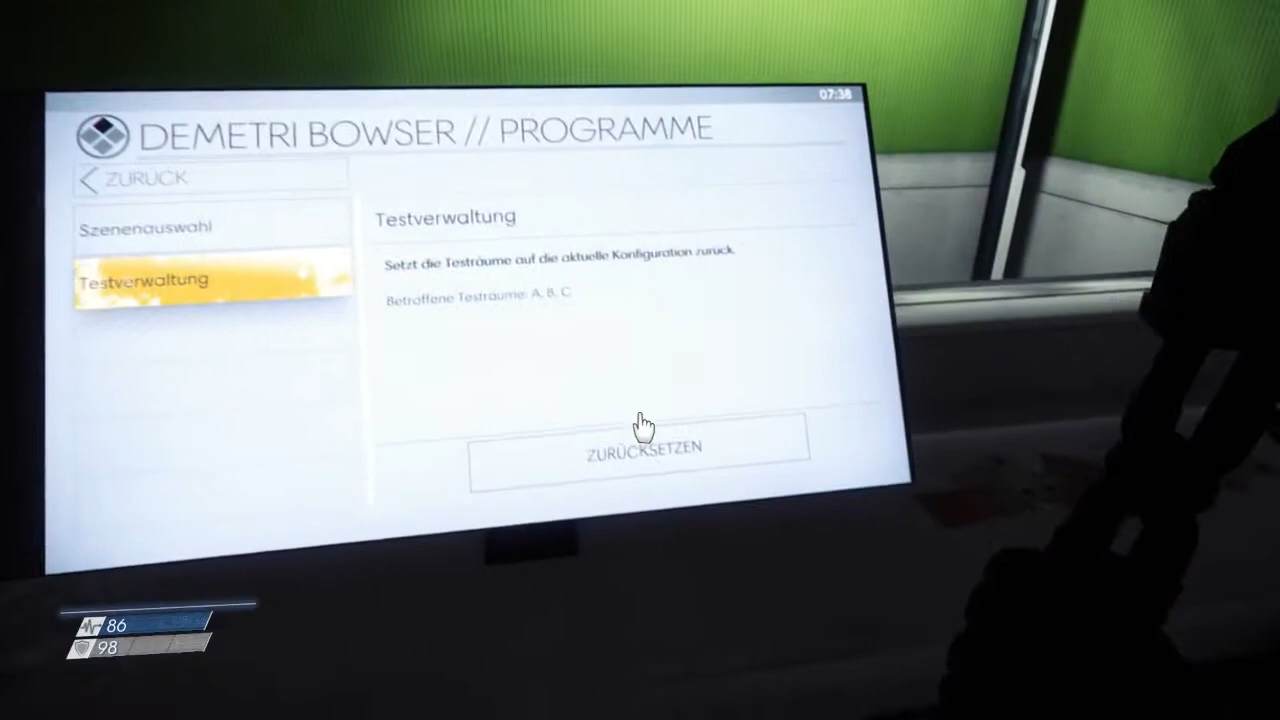 07:38
DEMETRI BOWSER // PROGRAMME
ZURÜCK
Szenenauswahl
Testverwaltung
Testverwaltung
Setzt die Testräume auf die aktuelle Konfiguration zurück.
Betroffene Testräume: A, B, C
ZURÜCKSETZEN
86
98